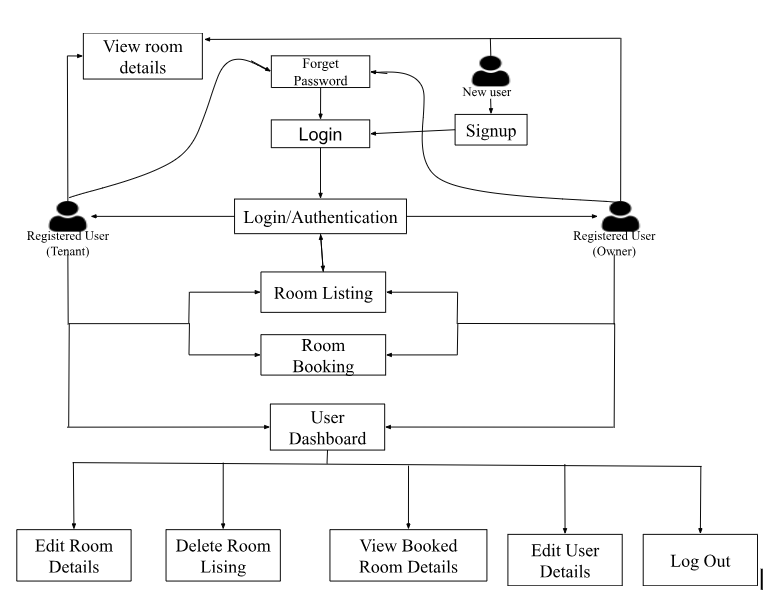 View room
details
Forget
Password
New user
Login
Signup
Login/Authentication
Registered User
(Tenant)
Registered User
(Owner)
Room Listing
Room
Booking
User
Dashboard
Edit Room
Details
Delete Room
Lising
View Booked
Room Details
Edit User
Details
Log Out